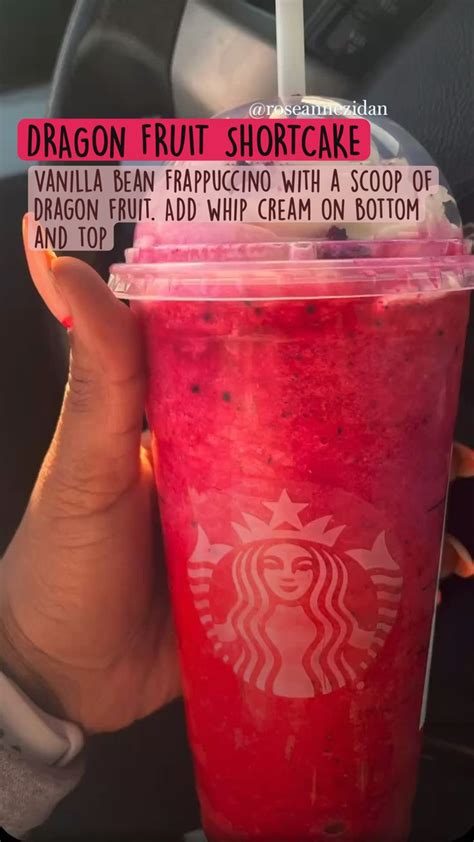 @roseannezidan
DRAGON FRUIT SHORTCAKE
VANILLA BEAN FRAPPUCCINO WITH A SCOOP OF
DRAGON FRUIT. ADD WHIP CREAM ON BOTTOM
AND TOP